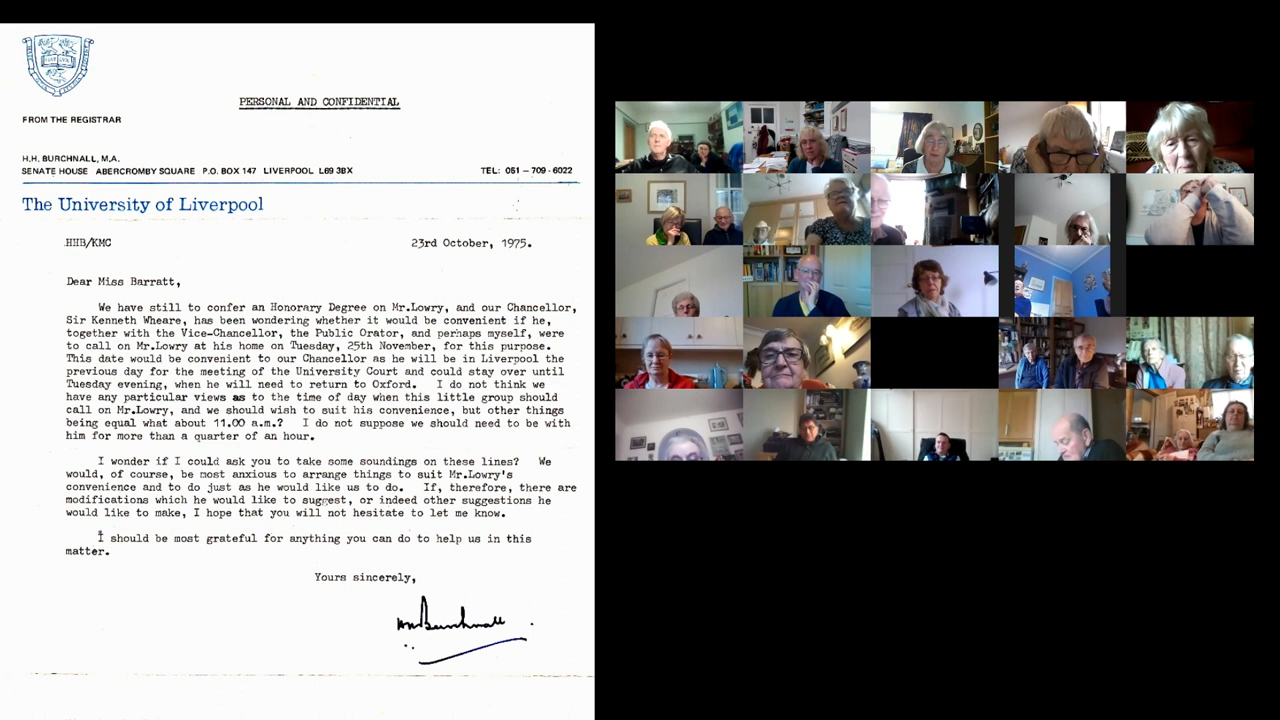 PERSONAL AND CONFIDENTIAL
FROM THE REGISTRAR
H.H. BURCHNALL, M.A.
SENATE HOUSE ABERCROMBY SQUARE P.O. BOX 147 LIVERPOOL L69 3BX TEL: 051 – 709 - 6022
The University of Liverpool
HHB/KMC 23rd October, 1975.
Dear Miss Barratt,
We have still to confer an Honorary Degree on Mr.Lowry, and our Chancellor,
Sir Kenneth Wheare, has been wondering whether it would be convenient if he,
together with the Vice-Chancellor, the Public Orator, and perhaps myself, were
to call on Mr.Lowry at his home on Tuesday, 25th November, for this purpose.
This date would be convenient to our Chancellor as he will be in Liverpool the
previous day for the meeting of the University Court and could stay over until
Tuesday evening, when he will need to return to Oxford. I do not think we
have any particular views as to the time of day when this little group should
call on Mr.Lowry, and we should wish to suit his convenience, but other things
being equal what about 11.00 a.m.? I do not suppose we should need to be with
him for more than a quarter of an hour.
I wonder if I could ask you to take some soundings on these lines? We
would, of course, be most anxious to arrange things to suit Mr.Lowry's
convenience and to do just as he would like us to do. If, therefore, there are
modifications which he would like to suggest, or indeed other suggestions he
would like to make, I hope that you will not hesitate to let me know.
I should be most grateful for anything you can do to help us in this
matter.
Yours sincerely,
HHBurchnall